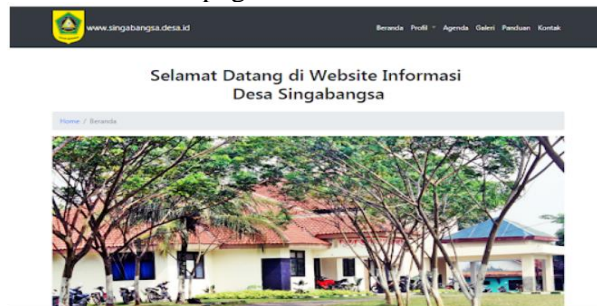 www.singabangsa.desa.id
Beranda Profil Agenda Galeri Panduan Kontak
Selamat Datang di Website Informasi
Desa Singabangsa
Home / Beranda